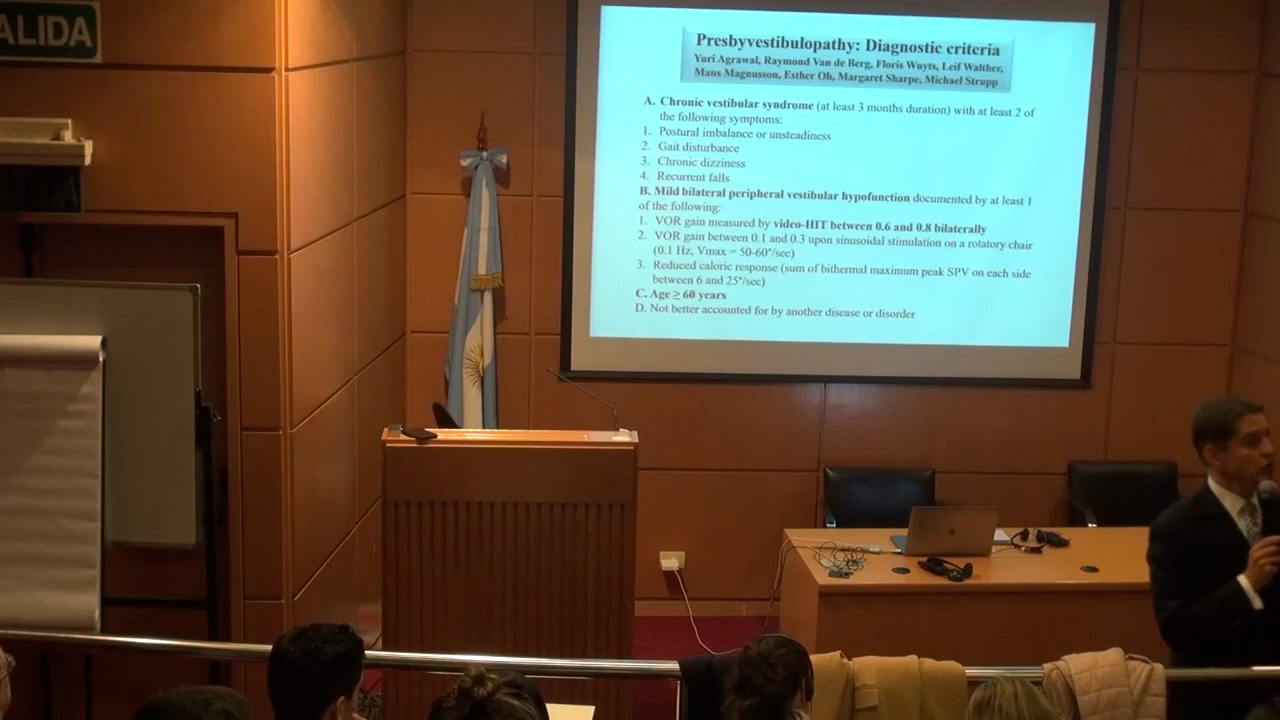 ALIDA
Presbyvestibulopathy: Diagnostic criteria
Yuri Agrawal, Raymond Van de Berg, Floris Wuyts, Leif Walther,
Mans Magnusson, Esther Oh, Margaret Sharpe, Michael Strupp
A. Chronic vestibular syndrome (at least 3 months duration) with at least 2 of
the following symptoms:
1. Postural imbalance or unsteadiness
2. Gait disturbance
3. Chronic dizziness
4. Recurrent falls
B. Mild bilateral peripheral vestibular hypofunction documented by at least 1
of the following:
1. VOR gain measured by video-HIT between 0.6 and 0.8 bilaterally
2. VOR gain between 0.1 and 0.3 upon sinusoidal stimulation on a rotatory chair
(0.1 Hz, Vmax = 50-60°/sec)
3. Reduced caloric response (sum of bithermal maximum peak SPV on each side
between 6 and 25°/sec)
C. Age ≥ 60 years
D. Not better accounted for by another disease or disorder